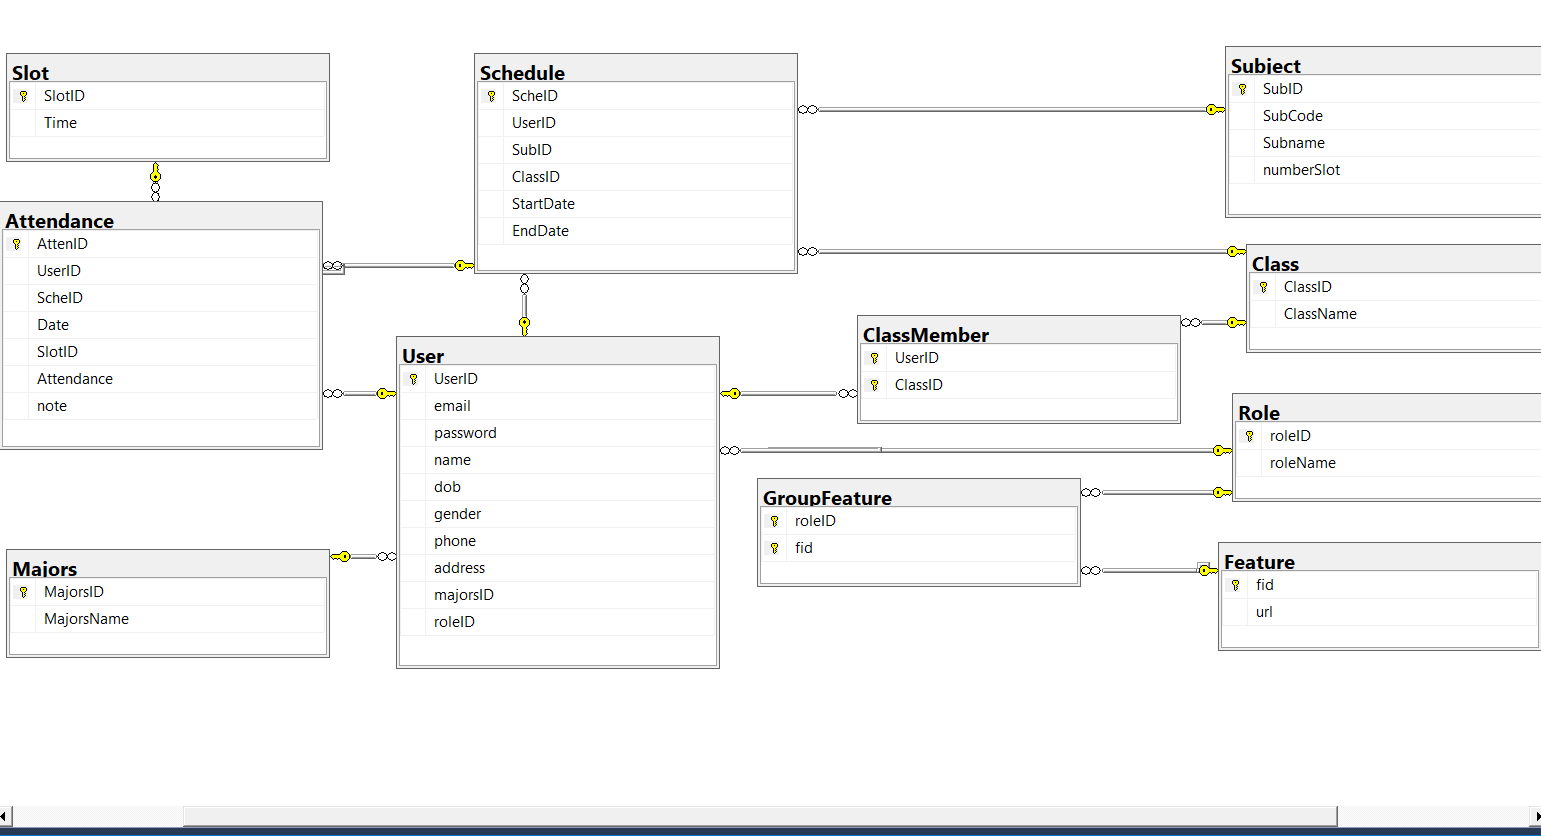 Slot
SlotID
Time
Schedule
ScheID
UserID
SubID
ClassID
StartDate
EndDate
Subject
SubID
SubCode
Subname
numberSlot
Attendance
AttenID
UserID
ScheID
Date
SlotID
Attendance
note
Class
ClassID
ClassName
User
UserID
email
password
name
dob
gender
phone
address
majorsID
roleID
ClassMember
UserID
ClassID
Role
roleID
roleName
GroupFeature
roleID
fid
Majors
MajorsID
MajorsName
Feature
fid
url